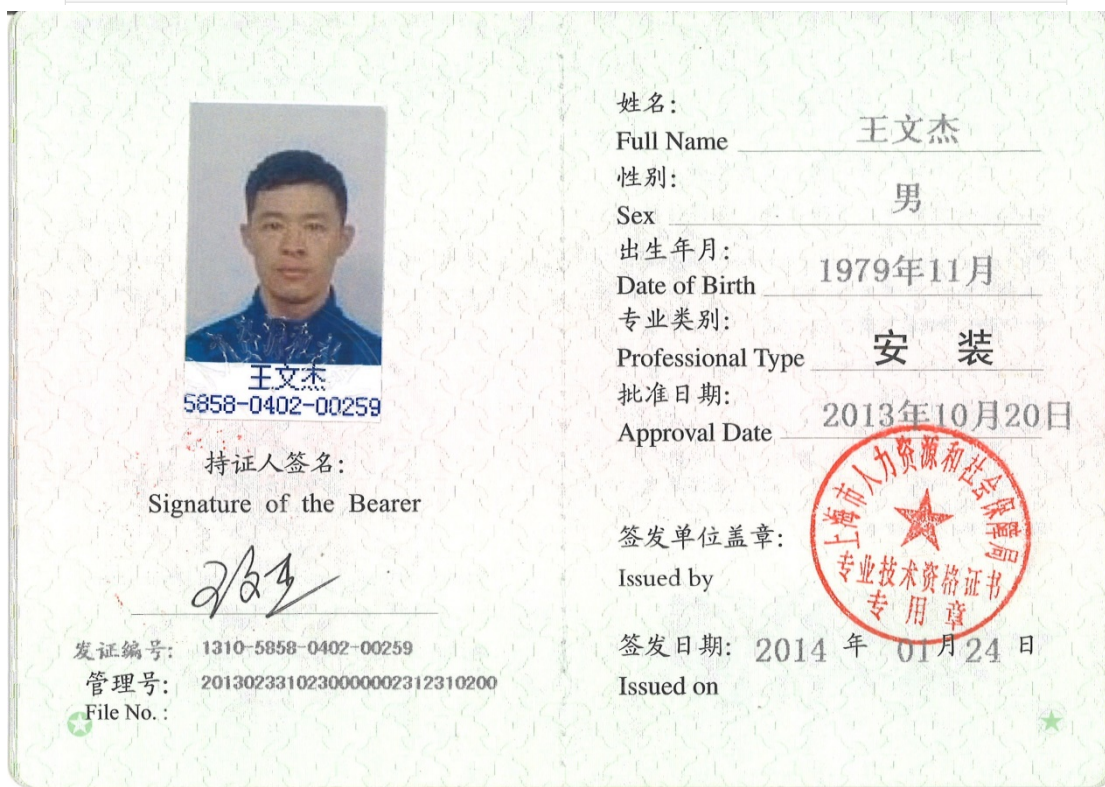 王文杰
5858-0402-00259
持证人签名:
Signature of the Bearer
发证编号: 1310-5858-0402-00259
管理号: 2013023310230000002312310200
File No. :
姓名:
Full Name 王文杰
性别:
Sex 男
出生年月:
Date of Birth 1979年11月
专业类别:
Professional Type 安 装
批准日期:
Approval Date 2013年10月20日
上海市人力资源和社会保障局
专业技术资格证书
专用章
签发单位盖章:
Issued by
签发日期: 2014 年 01月24 日
Issued on